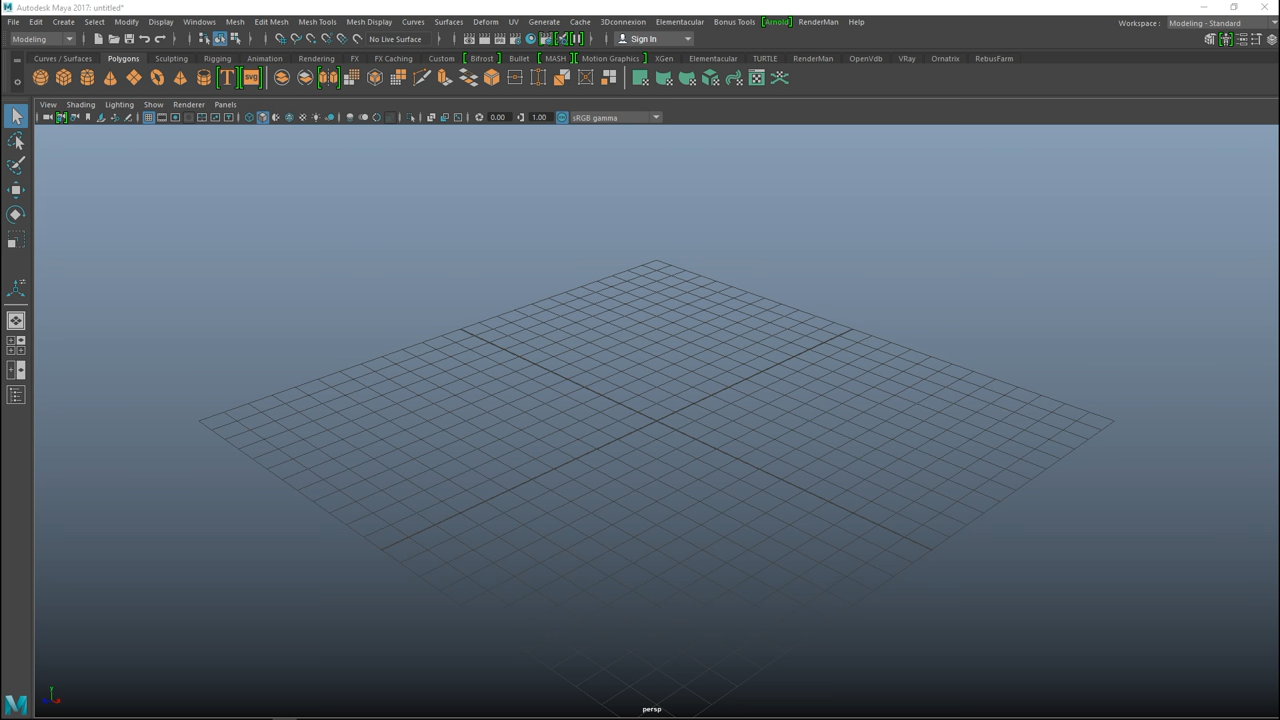 Autodesk Maya 2017: untitled*
File Edit Create Select Modify Display Windows Mesh Edit Mesh Mesh Tools Mesh Display Curves Surfaces Deform UV Generate Cache 3Dconnexion Elementacular Bonus Tools [Arnold] RenderMan Help Workspace : Modeling - Standard
Modeling No Live Surface Sign In
Curves / Surfaces Polygons Sculpting Rigging Animation Rendering FX FX Caching Custom Bifrost Bullet MASH Motion Graphics XGen Elementacular TURTLE RenderMan OpenVdb VRay Ornatrix RebusFarm
T SVG
View Shading Lighting Show Renderer Panels
0.00 1.00 sRGB gamma
y
persp